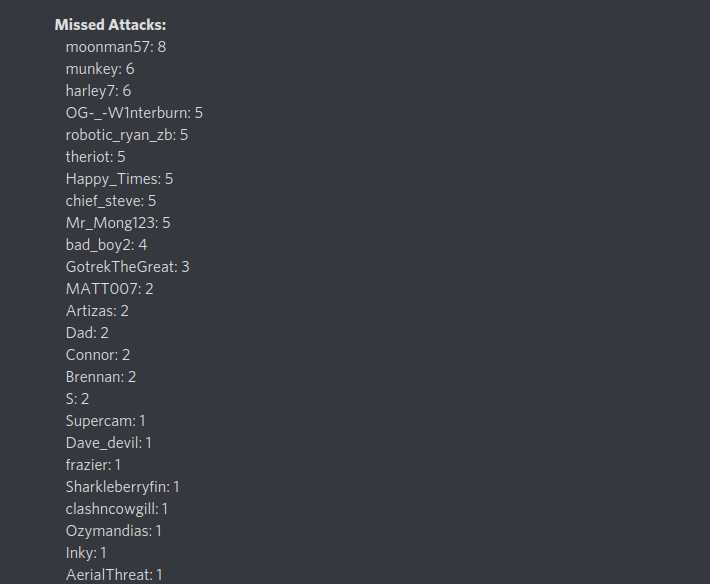 Missed Attacks:
moonman57: 8
munkey: 6
harley7: 6
OG-_-W1nterburn: 5
robotic_ryan_zb: 5
theriot: 5
Happy_Times: 5
chief_steve: 5
Mr_Mong123: 5
bad_boy2: 4
GotrekTheGreat: 3
MATT007: 2
Artizas: 2
Dad: 2
Connor: 2
Brennan: 2
S: 2
Supercam: 1
Dave_devil: 1
frazier: 1
Sharkleberryfin: 1
clashncowgill: 1
Ozymandias: 1
Inky: 1
AerialThreat: 1